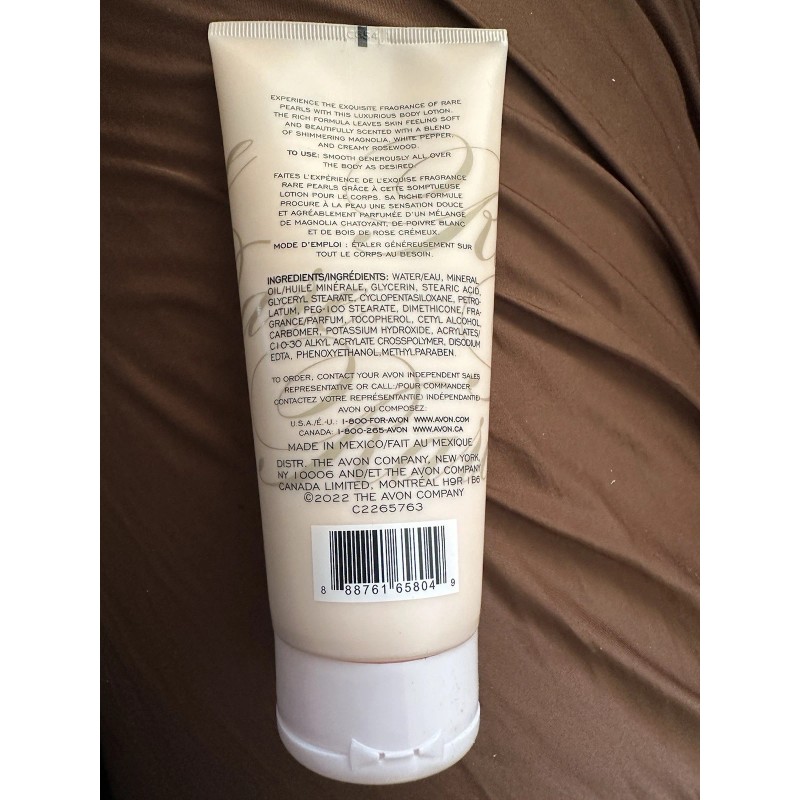 EXPERIENCE THE EXQUISITE FRAGRANCE OF RARE
PEARLS WITH THIS LUXURIOUS BODY LOTION.
THE RICH FORMULA LEAVES SKIN FEELING SOFT
AND BEAUTIFULLY SCENTED WITH A BLEND
OF SHIMMERING MAGNOLIA, WHITE PEPPER,
AND CREAMY ROSEWOOD.
TO USE: SMOOTH GENEROUSLY ALL OVER
THE BODY AS DESIRED.
FAITES L'EXPÉRIENCE DE L'EXQUISE FRAGRANCE
RARE PEARLS GRÂCE À CETTE SOMPTUEUSE
LOTION POUR LE CORPS. SA RICHE FORMULE
PROCURE À LA PEAU UNE SENSATION DOUCE
ET AGRÉABLEMENT PARFUMÉE D'UN MÉLANGE
DE MAGNOLIA CHATOYANT, DE POIVRE BLANC
ET DE BOIS DE ROSE CRÉMEUX.
MODE D'EMPLOI : ÉTALER GÉNÉREUSEMENT SUR
TOUT LE CORPS AU BESOIN.
INGREDIENTS/INGRÉDIENTS: WATER/EAU, MINERAL
OIL/HUILE MINÉRALE, GLYCERIN, STEARIC ACID,
GLYCERYL STEARATE, CYCLOPENTASILOXANE, PETRO-
LATUM, PEG-100 STEARATE, DIMETHICONE, FRA-
GRANCE/PARFUM, TOCOPHEROL, CETYL ALCOHOL,
CARBOMER, POTASSIUM HYDROXIDE, ACRYLATES/
C10-30 ALKYL ACRYLATE CROSSPOLYMER, DISODIUM
EDTA, PHENOXYETHANOL, METHYLPARABEN.
TO ORDER, CONTACT YOUR AVON INDEPENDENT SALES
REPRESENTATIVE OR CALL:/POUR COMMANDER,
CONTACTEZ VOTRE REPRÉSENTANT(E) INDÉPENDANT(E)
AVON OU COMPOSEZ:
U.S.A./É.-U.: 1-800-FOR-AVON WWW.AVON.COM
CANADA: 1-800-265-AVON WWW.AVON.CA
MADE IN MEXICO/FAIT AU MEXIQUE
DISTR. THE AVON COMPANY, NEW YORK,
NY 10006 AND/ET THE AVON COMPANY
CANADA LIMITED, MONTRÉAL H9R 1B6
©2022 THE AVON COMPANY
C2265763
8 88761 65804 9